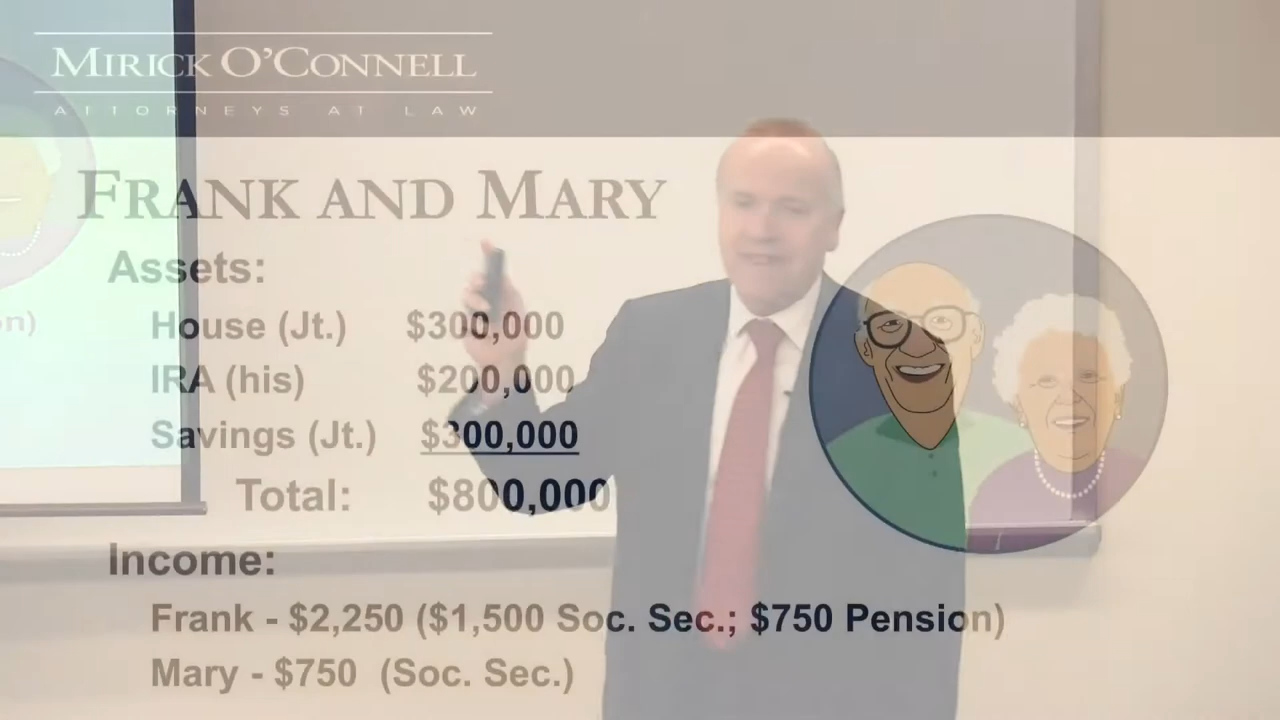 MIRICK O'CONNELL
ATTORNEYS AT LAW
FRANK AND MARY
Assets:
House (Jt.) $300,000
IRA (his) $200,000
Savings (Jt.) $300,000
Total: $800,000
Income:
Frank - $2,250 ($1,500 Soc. Sec.; $750 Pension)
Mary - $750 (Soc. Sec.)
on)